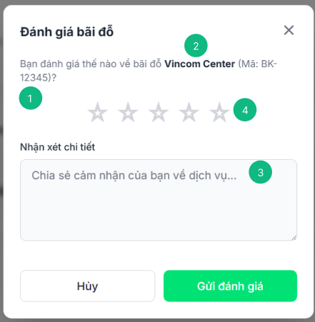 Đánh giá bãi đỗ
2
Bạn đánh giá thế nào về bãi đỗ Vincom Center (Mã: BK-
12345)?
1
4
Nhận xét chi tiết
Chia sẻ cảm nhận của bạn về dịch vụ...
3
Hủy
Gửi đánh giá